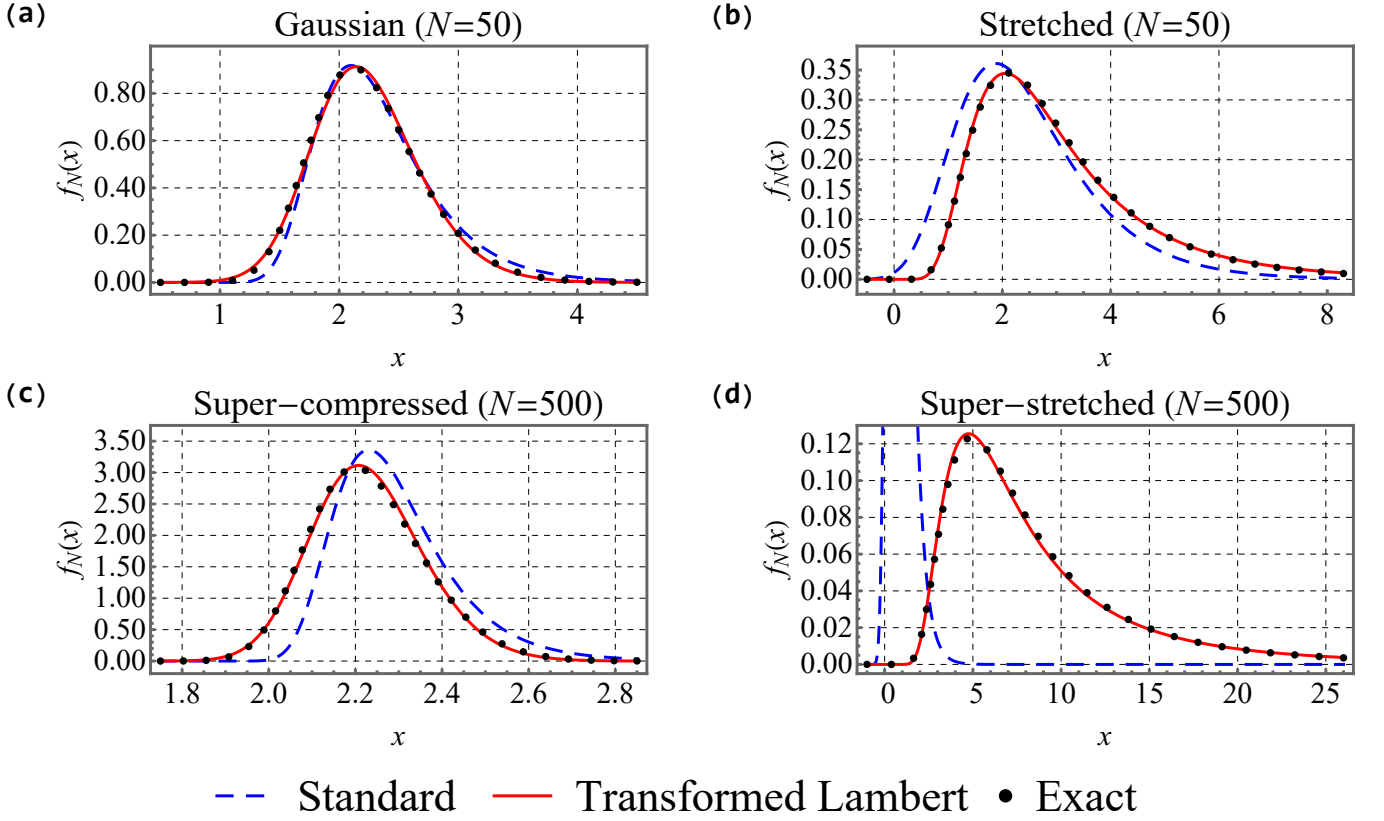 (a)
Gaussian (N=50)
0.80
0.60
0.40
0.20
0.00
fN(x)
1 2 3 4
x
(b)
Stretched (N=50)
0.35
0.30
0.25
0.20
0.15
0.10
0.05
0.00
fN(x)
0 2 4 6 8
x
(c)
Super−compressed (N=500)
3.50
3.00
2.50
2.00
1.50
1.00
0.50
0.00
fN(x)
1.8 2.0 2.2 2.4 2.6 2.8
x
(d)
Super−stretched (N=500)
0.12
0.10
0.08
0.06
0.04
0.02
0.00
fN(x)
0 5 10 15 20 25
x
Standard Transformed Lambert Exact